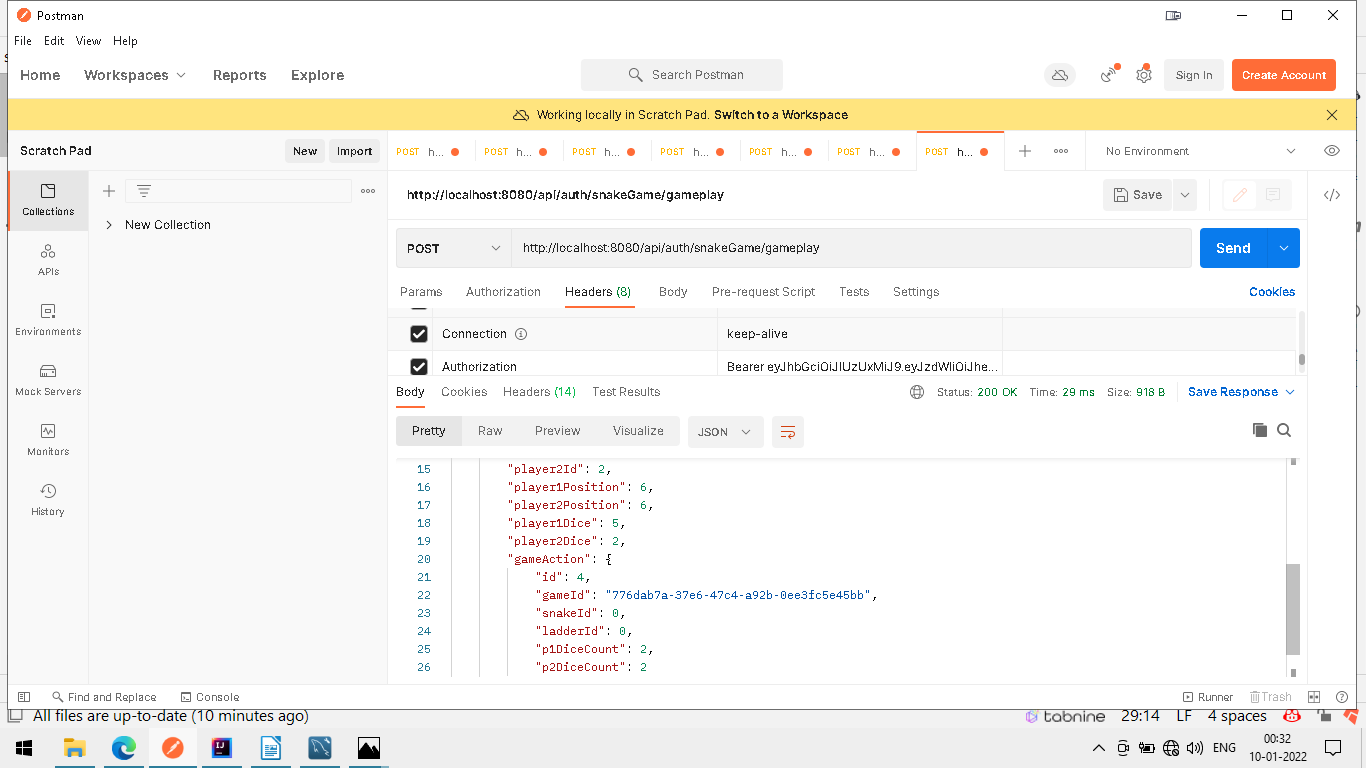 Postman
File Edit View Help
Home Workspaces Reports Explore Search Postman Sign In Create Account
Working locally in Scratch Pad. Switch to a Workspace
Scratch Pad New Import
POST h... POST h... POST h... POST h... POST h... POST h... POST h... No Environment
Collections
New Collection
APIs
Environments
Mock Servers
Monitors
History
http://localhost:8080/api/auth/snakeGame/gameplay Save
POST http://localhost:8080/api/auth/snakeGame/gameplay Send
Params Authorization Headers (8) Body Pre-request Script Tests Settings Cookies
Connection keep-alive
Authorization Bearer eyJhbGciOiJIUzUxMiJ9.eyJzdWIiOiJhe...
Body Cookies Headers (14) Test Results Status: 200 OK Time: 29 ms Size: 918 B Save Response
Pretty Raw Preview Visualize JSON
15 "player2Id": 2,
16 "player1Position": 6,
17 "player2Position": 6,
18 "player1Dice": 5,
19 "player2Dice": 2,
20 "gameAction": {
21 "id": 4,
22 "gameId": "776dab7a-37e6-47c4-a92b-0ee3fc5e45bb",
23 "snakeId": 0,
24 "ladderId": 0,
25 "p1DiceCount": 2,
26 "p2DiceCount": 2
Find and Replace Console Runner Trash
All files are up-to-date (10 minutes ago) tabnine 29:14 LF 4 spaces
ENG 00:32
10-01-2022